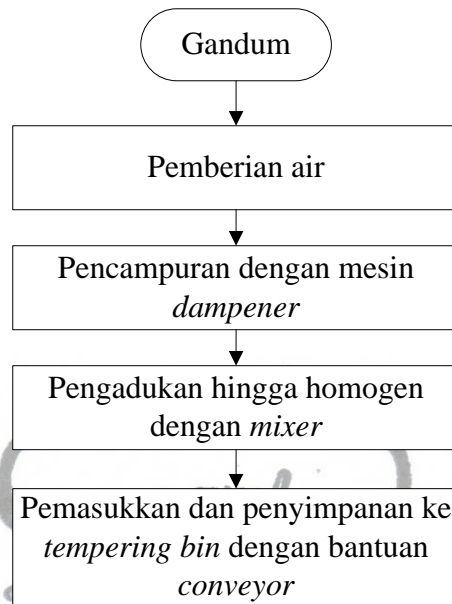 Gandum
Pemberian air
Pencampuran dengan mesin
dampener
Pengadukan hingga homogen
dengan mixer
Pemasukkan dan penyimpanan ke
tempering bin dengan bantuan
conveyor